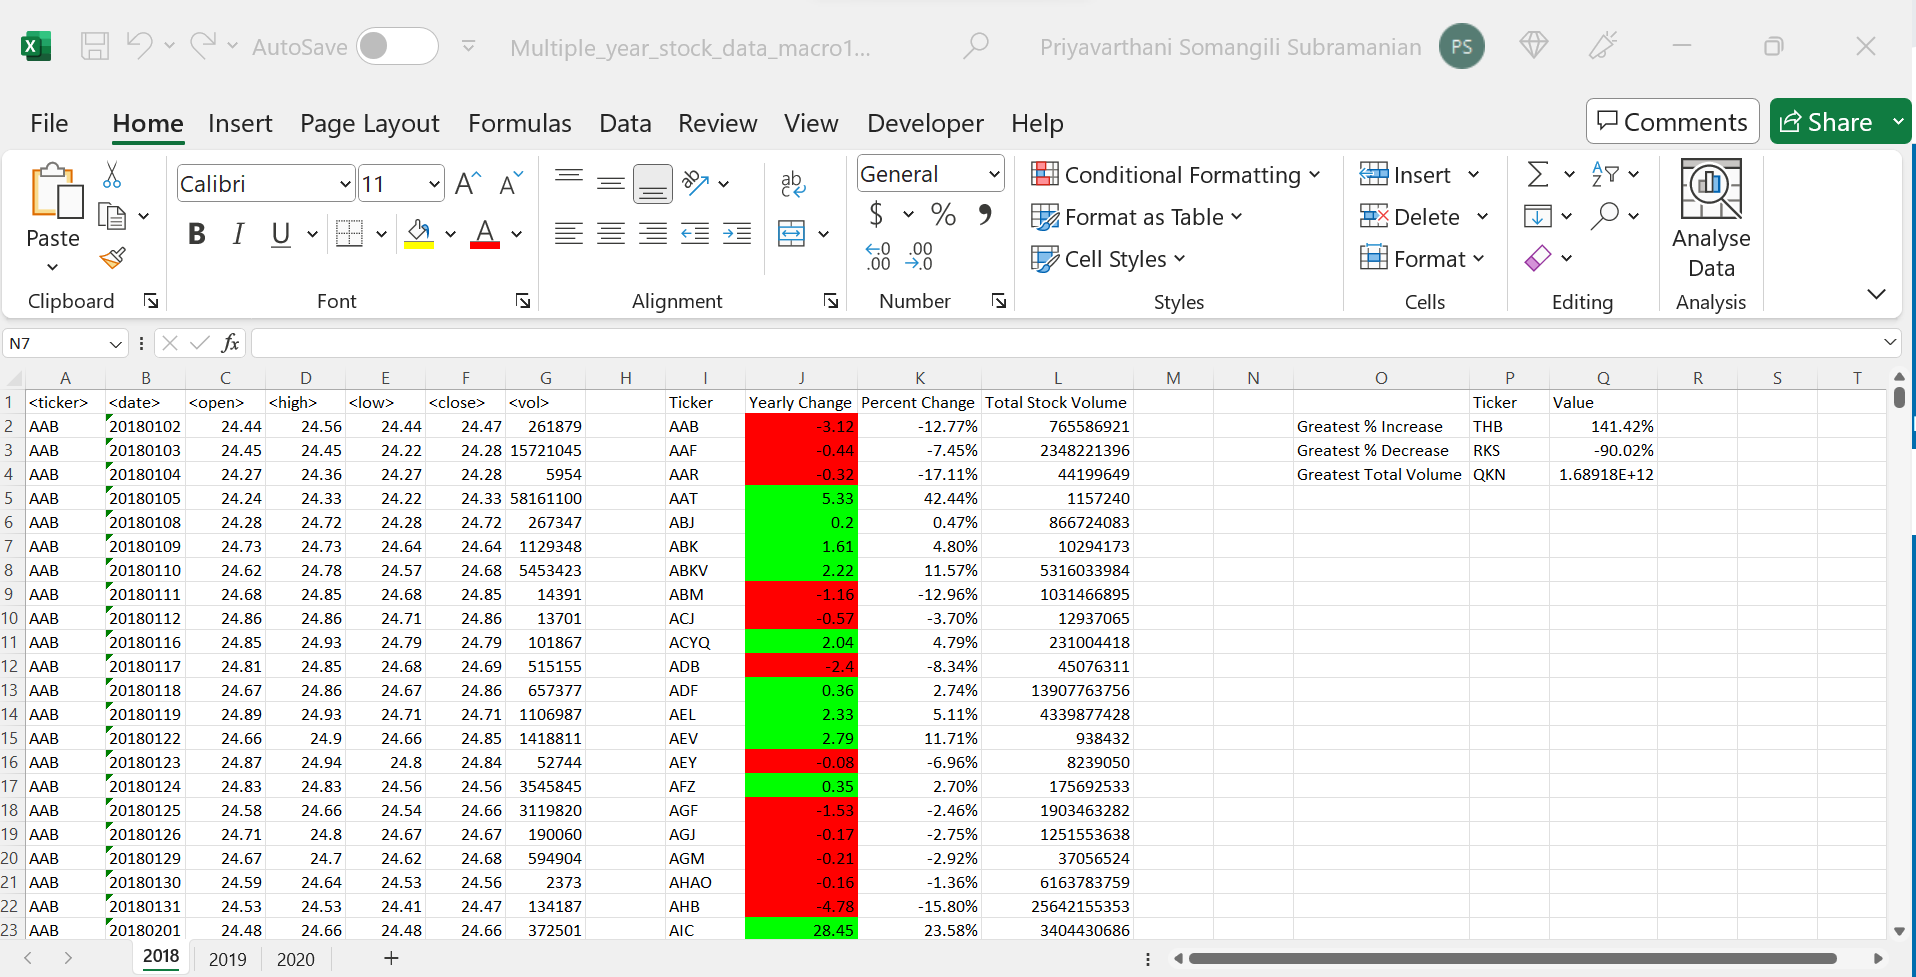 AutoSave Multiple_year_stock_data_macro1... Priyavarthani Somangili Subramanian PS
File Home Insert Page Layout Formulas Data Review View Developer Help Comments Share
Paste
Clipboard
Calibri 11
B I U A
Font
ab
Alignment
General
$ % 9
.00 .00
Number
Conditional Formatting
Format as Table
Cell Styles
Styles
Insert
Delete
Format
Cells
Editing
Analyse
Data
Analysis
N7 fx
A B C D E F G H I J K L M N O P Q R S T
1 <ticker> <date> <open> <high> <low> <close> <vol> Ticker Yearly Change Percent Change Total Stock Volume Ticker Value
2 AAB 20180102 24.44 24.56 24.44 24.47 261879 AAB -3.12 -12.77% 765586921 Greatest % Increase THB 141.42%
3 AAB 20180103 24.45 24.45 24.22 24.28 15721045 AAF -0.44 -7.45% 2348221396 Greatest % Decrease RKS -90.02%
4 AAB 20180104 24.27 24.36 24.27 24.28 5954 AAR -0.32 -17.11% 44199649 Greatest Total Volume QKN 1.68918E+12
5 AAB 20180105 24.24 24.33 24.22 24.33 58161100 AAT 5.33 42.44% 1157240
6 AAB 20180108 24.28 24.72 24.28 24.72 267347 ABJ 0.2 0.47% 866724083
7 AAB 20180109 24.73 24.73 24.64 24.64 1129348 ABK 1.61 4.80% 10294173
8 AAB 20180110 24.62 24.78 24.57 24.68 5453423 ABKV 2.22 11.57% 5316033984
9 AAB 20180111 24.68 24.85 24.68 24.85 14391 ABM -1.16 -12.96% 1031466895
10 AAB 20180112 24.86 24.86 24.71 24.86 13701 ACJ -0.57 -3.70% 12937065
11 AAB 20180116 24.85 24.93 24.79 24.79 101867 ACYQ 2.04 4.79% 231004418
12 AAB 20180117 24.81 24.85 24.68 24.69 515155 ADB -2.4 -8.34% 45076311
13 AAB 20180118 24.67 24.86 24.67 24.86 657377 ADF 0.36 2.74% 13907763756
14 AAB 20180119 24.89 24.93 24.71 24.71 1106987 AEL 2.33 5.11% 4339877428
15 AAB 20180122 24.66 24.9 24.66 24.85 1418811 AEV 2.79 11.71% 938432
16 AAB 20180123 24.87 24.94 24.8 24.84 52744 AEY -0.08 -6.96% 8239050
17 AAB 20180124 24.83 24.83 24.56 24.56 3545845 AFZ 0.35 2.70% 175692533
18 AAB 20180125 24.58 24.66 24.54 24.66 3119820 AGF -1.53 -2.46% 1903463282
19 AAB 20180126 24.71 24.8 24.67 24.67 190060 AGJ -0.17 -2.75% 1251553638
20 AAB 20180129 24.67 24.7 24.62 24.68 594904 AGM -0.21 -2.92% 37056524
21 AAB 20180130 24.59 24.64 24.53 24.56 2373 AHAO -0.16 -1.36% 6163783759
22 AAB 20180131 24.53 24.53 24.41 24.47 134187 AHB -4.78 -15.80% 25642155353
23 AAB 20180201 24.48 24.66 24.48 24.66 372501 AIC 28.45 23.58% 3404430686
2018 2019 2020